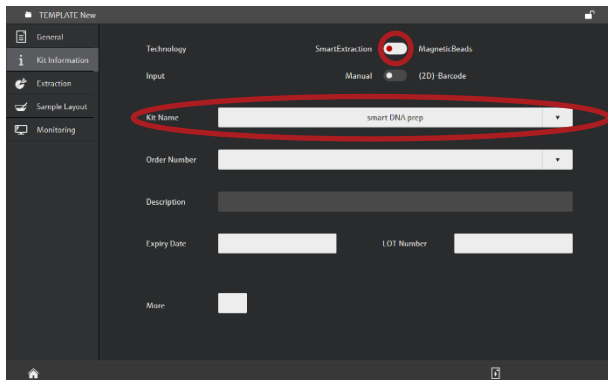 TEMPLATE New
General
Kit Information
Extraction
Sample Layout
Monitoring
Technology SmartExtraction MagneticBeads
Input Manual (2D)-Barcode
Kit Name smart DNA prep
Order Number
Description
Expiry Date LOT Number
More